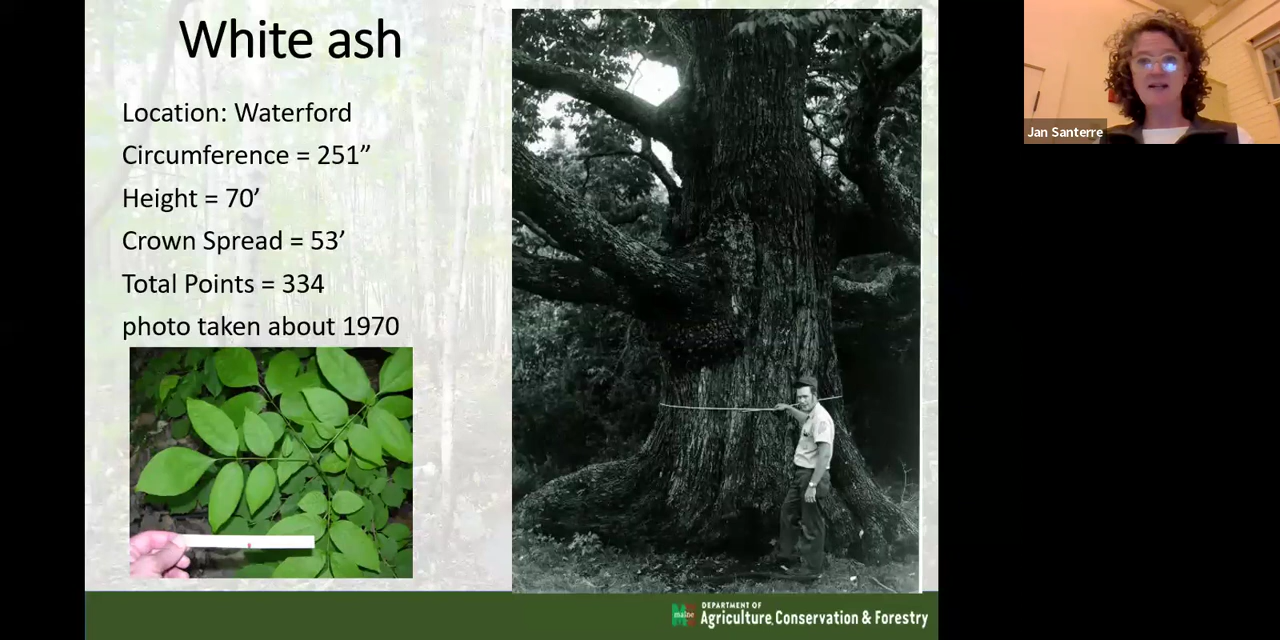 White ash
Location: Waterford
Circumference = 251”
Height = 70’
Crown Spread = 53’
Total Points = 334
photo taken about 1970
Jan Santerre
maine
DEPARTMENT OF
Agriculture, Conservation & Forestry